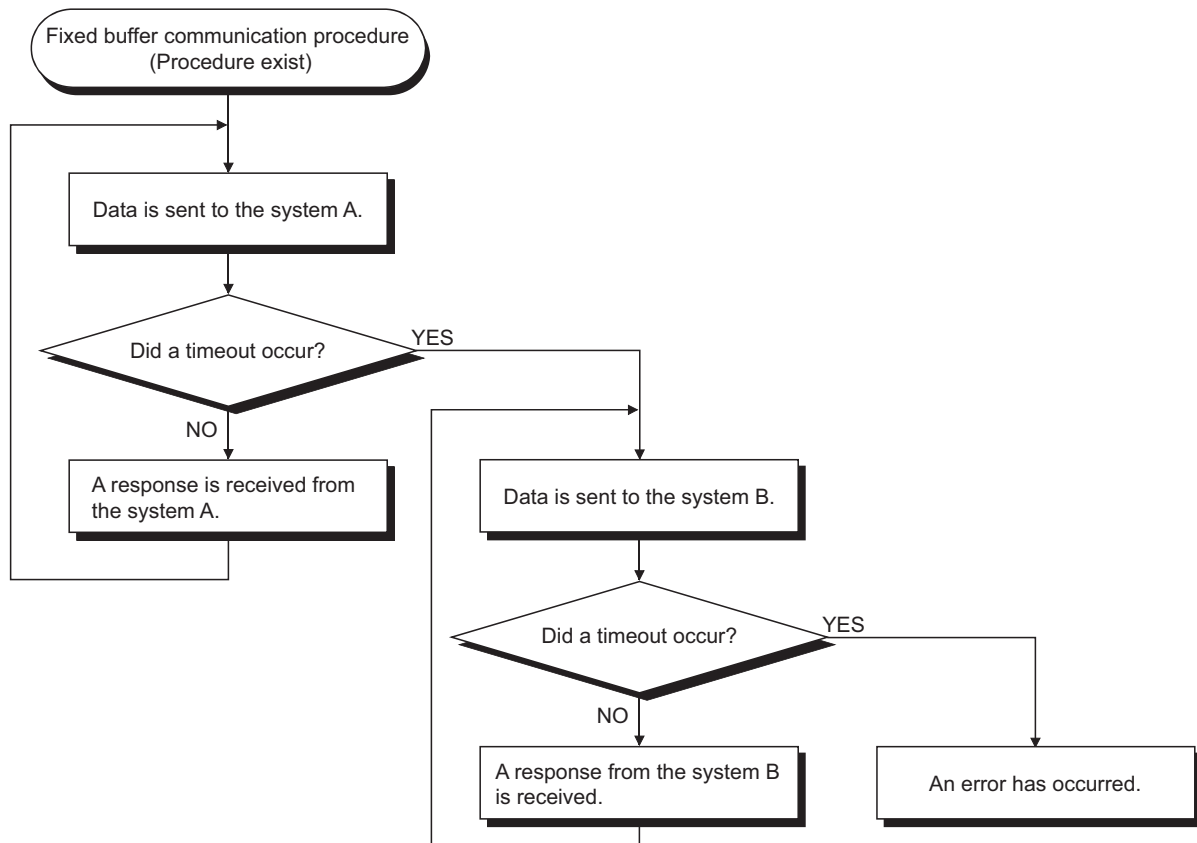 Fixed buffer communication procedure
(Procedure exist)
Data is sent to the system A.
Did a timeout occur?
YES
NO
A response is received from
the system A.
Data is sent to the system B.
Did a timeout occur?
YES
NO
A response from the system B
is received.
An error has occurred.